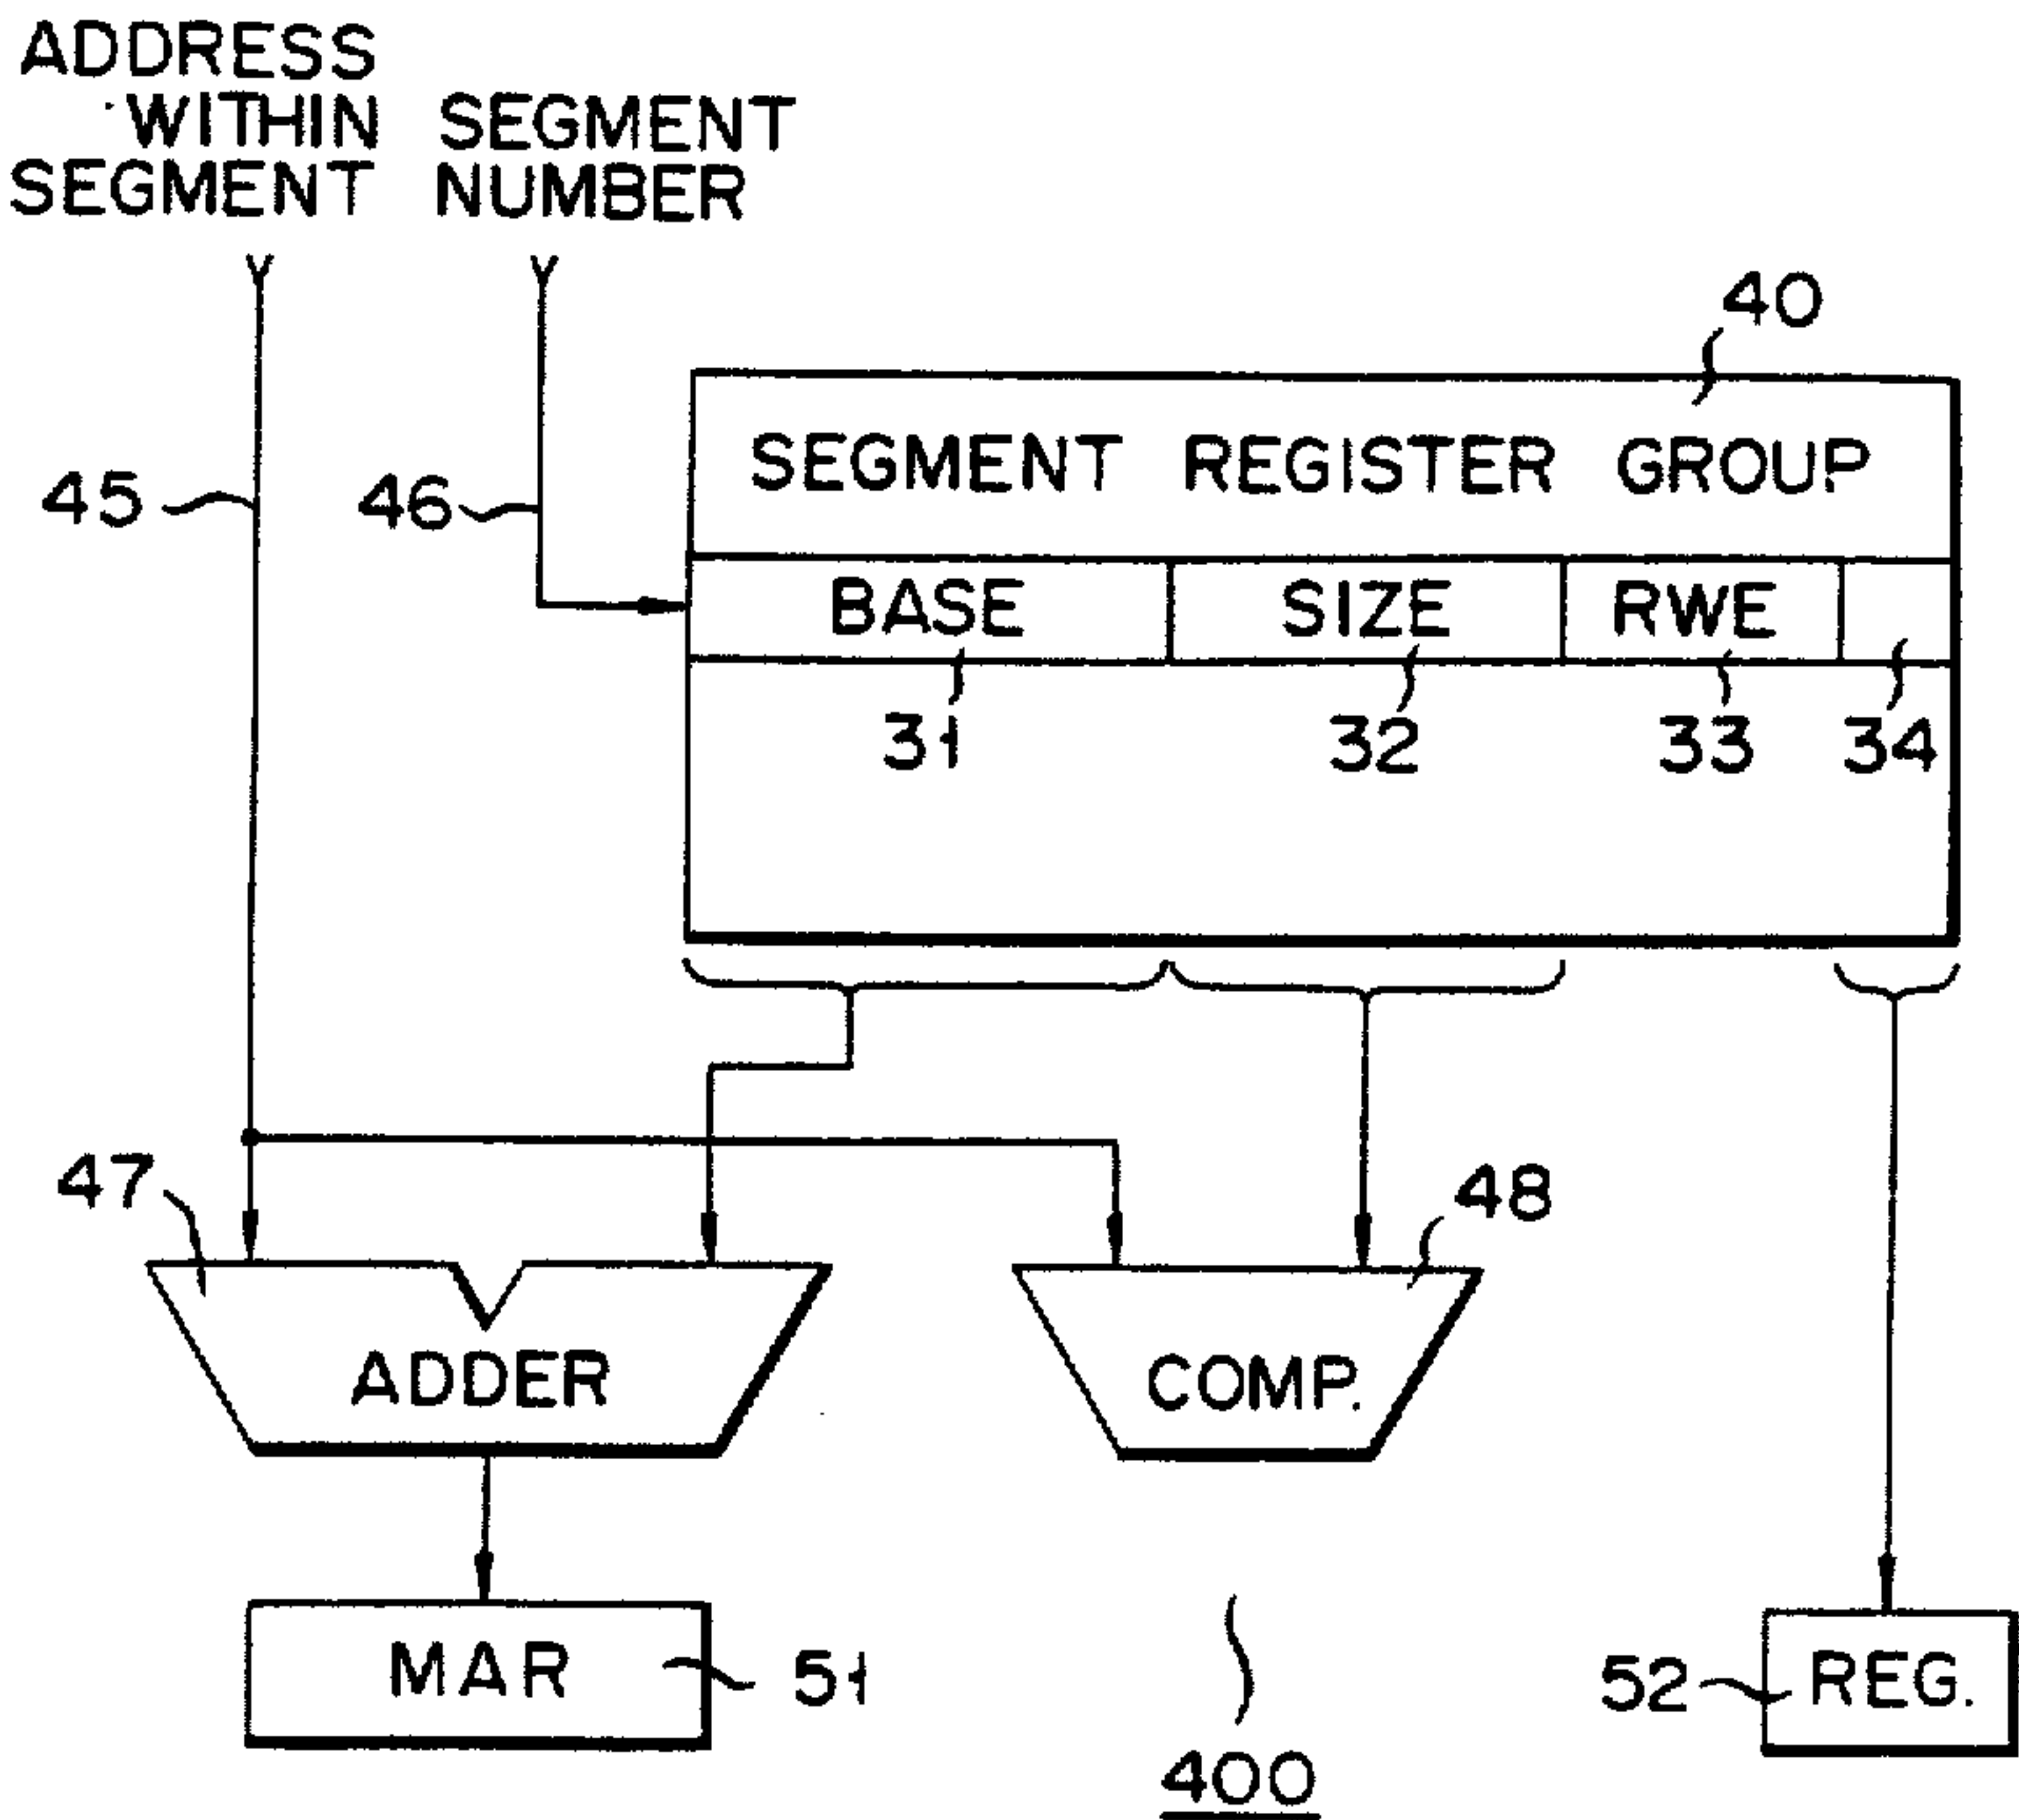 ADDRESS
WITHIN
SEGMENT
SEGMENT
NUMBER
40
SEGMENT REGISTER GROUP
45
46
BASE SIZE RWE
31 32 33 34
47
48
ADDER
COMP.
MAR
51
52
REG.
400